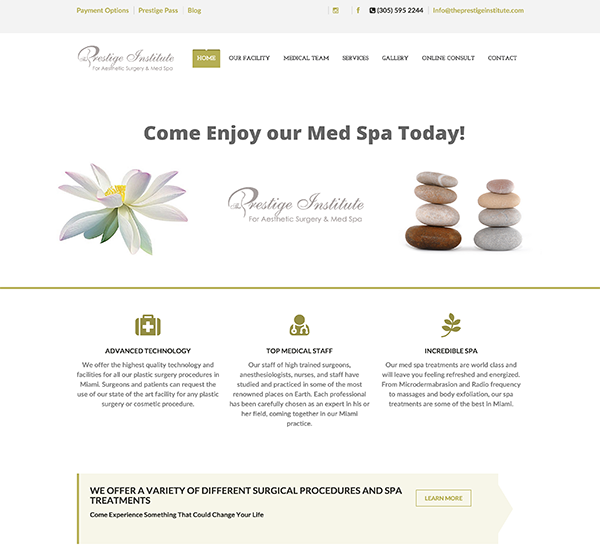 Payment Options Prestige Pass Blog (305) 595 2244 Info@theprestigeinstitute.com
Prestige Institute
For Aesthetic Surgery & Med Spa
HOME OUR FACILITY MEDICAL TEAM SERVICES GALLERY ONLINE CONSULT CONTACT
Come Enjoy our Med Spa Today!
Prestige Institute
For Aesthetic Surgery & Med Spa
ADVANCED TECHNOLOGY
We offer the highest quality technology and
facilities for all our plastic surgery procedures in
Miami. Surgeons and patients can request the
use of our state of the art facility for any plastic
surgery or cosmetic procedure.
TOP MEDICAL STAFF
Our staff of high trained surgeons,
anesthesiologists, nurses, and staff have
studied and practiced in some of the most
renowned places on Earth. Each professional
has been carefully chosen as an expert in his or
her field, coming together in our Miami
practice.
INCREDIBLE SPA
Our med spa treatments are world class and
will leave you feeling refreshed and energized.
From Microdermabrasion and Radio frequency
to massages and body exfoliation, our spa
treatments are some of the best in Miami.
WE OFFER A VARIETY OF DIFFERENT SURGICAL PROCEDURES AND SPA
TREATMENTS
Come Experience Something That Could Change Your Life
LEARN MORE